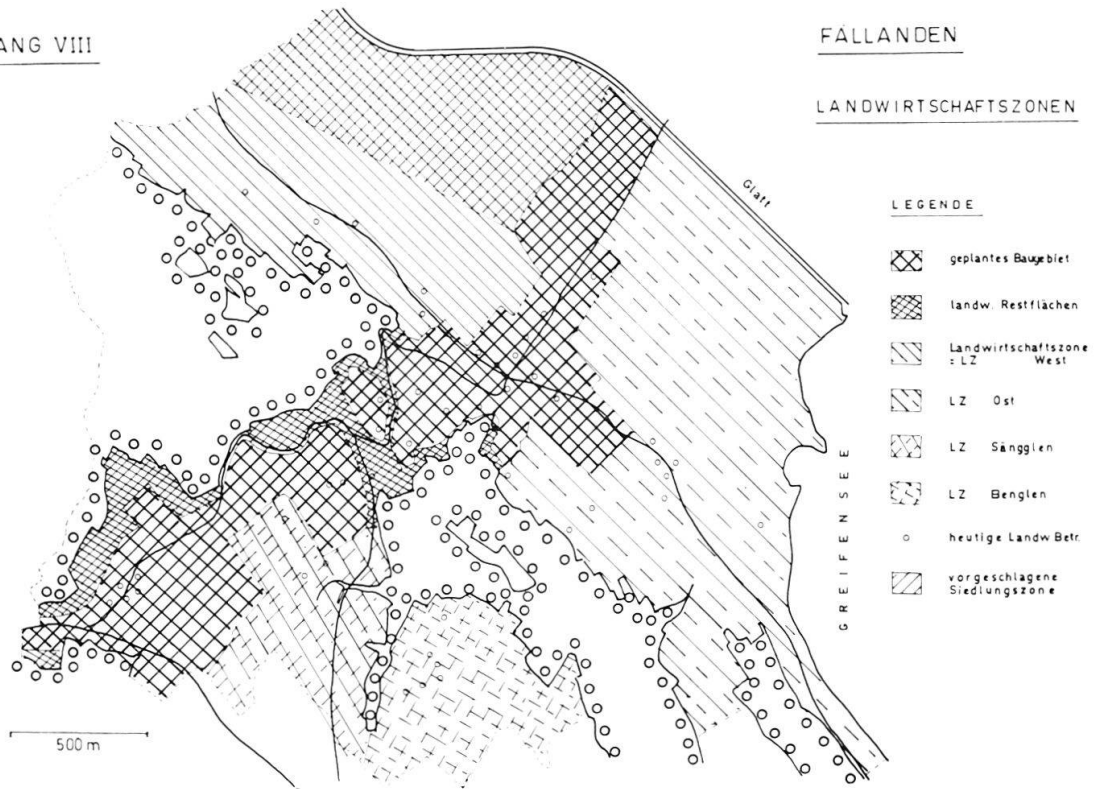 ANG VIII
FÄLLANDEN
LANDWIRTSCHAFTSZONEN
Glatt
LEGENDE
geplantes Baugebiet
landw. Restflächen
Landwirtschaftszone
= LZ West
LZ Ost
LZ Sängglen
LZ Benglen
heutige Landw. Betr.
vorgeschlagene
Siedlungszone
GREIFENSEE
500 m